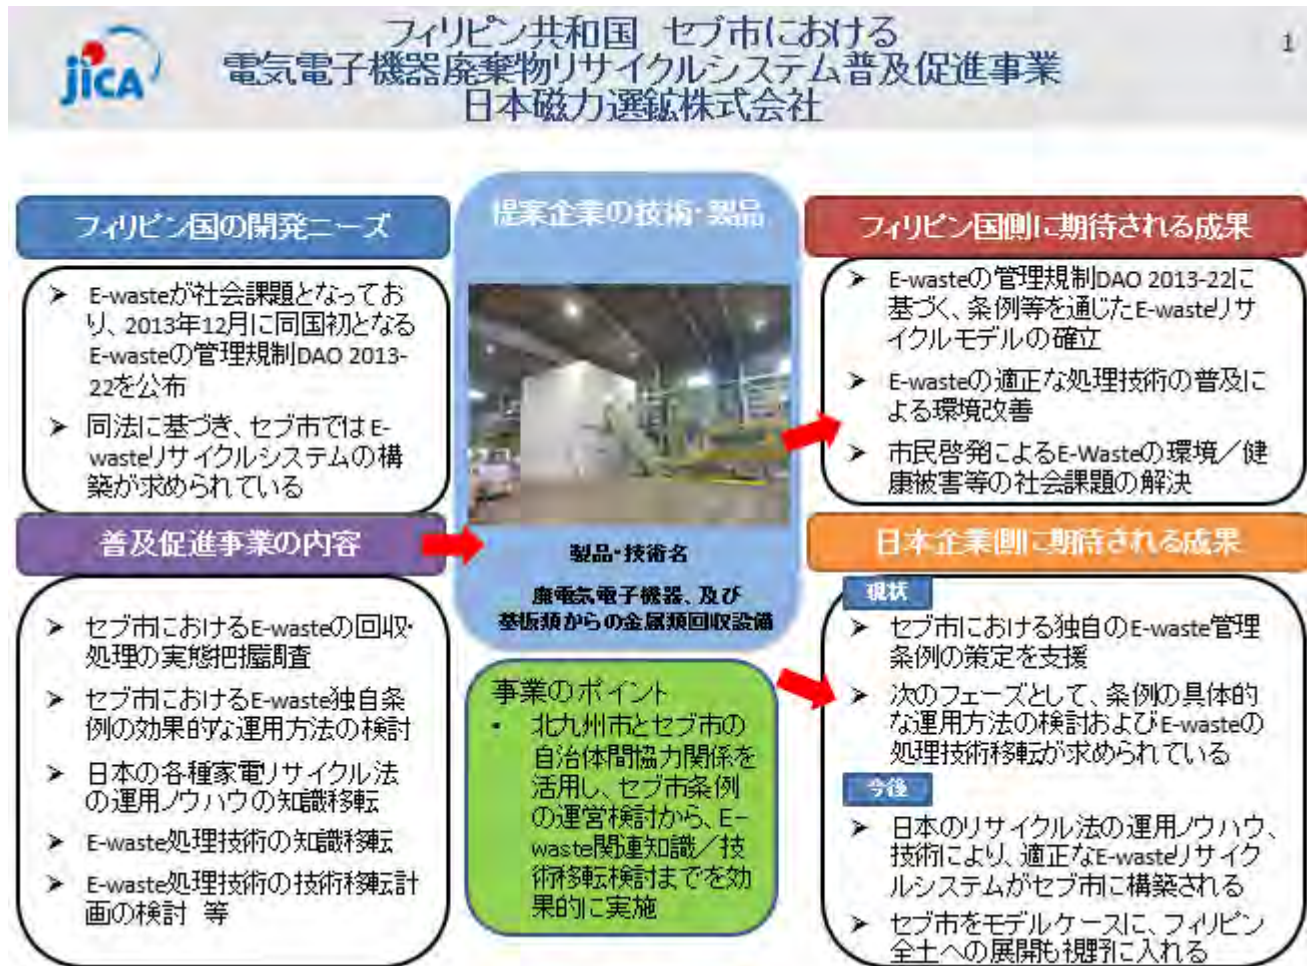 jICA
フィリピン共和国 セブ市における
電気電子機器廃棄物リサイクルシステム普及促進事業
日本磁力選鉱株式会社
1
フィリピン国の開発ニーズ
➤ E-wasteが社会課題となってお
り、2013年12月に同国初となる
E-wasteの管理規制DAO 2013-
22を公布
➤ 同法に基づき、セブ市ではE-
wasteリサイクルシステムの構
築が求められている
普及促進事業の内容
➤ セブ市におけるE-wasteの回収・
処理の実態把握調査
➤ セブ市におけるE-waste独自条
例の効果的な運用方法の検討
➤ 日本の各種家電リサイクル法
の運用ノウハウの知識移転
➤ E-waste処理技術の知識移転
➤ E-waste処理技術の技術移転計
画の検討 等
提案企業の技術・製品
製品・技術名
廃電気電子機器、及び
基板類からの金属類回収設備
事業のポイント
• 北九州市とセブ市の
自治体間協力関係を
活用し、セブ市条例
の運営検討から、E-
waste関連知識／技
術移転検討までを効
果的に実施
フィリピン国側に期待される成果
➤ E-wasteの管理規制DAO 2013-22に
基づく、条例等を通じたE-wasteリサ
イクルモデルの確立
➤ E-wasteの適正な処理技術の普及に
よる環境改善
➤ 市民啓発によるE-Wasteの環境／健
康被害等の社会課題の解決
日本企業側に期待される成果
現状
➤ セブ市における独自のE-waste管理
条例の策定を支援
➤ 次のフェーズとして、条例の具体的
な運用方法の検討およびE-wasteの
処理技術移転が求められている
今後
➤ 日本のリサイクル法の運用ノウハウ、
技術により、適正なE-wasteリサイク
ルシステムがセブ市に構築される
➤ セブ市をモデルケースに、フィリピン
全土への展開も視野に入れる